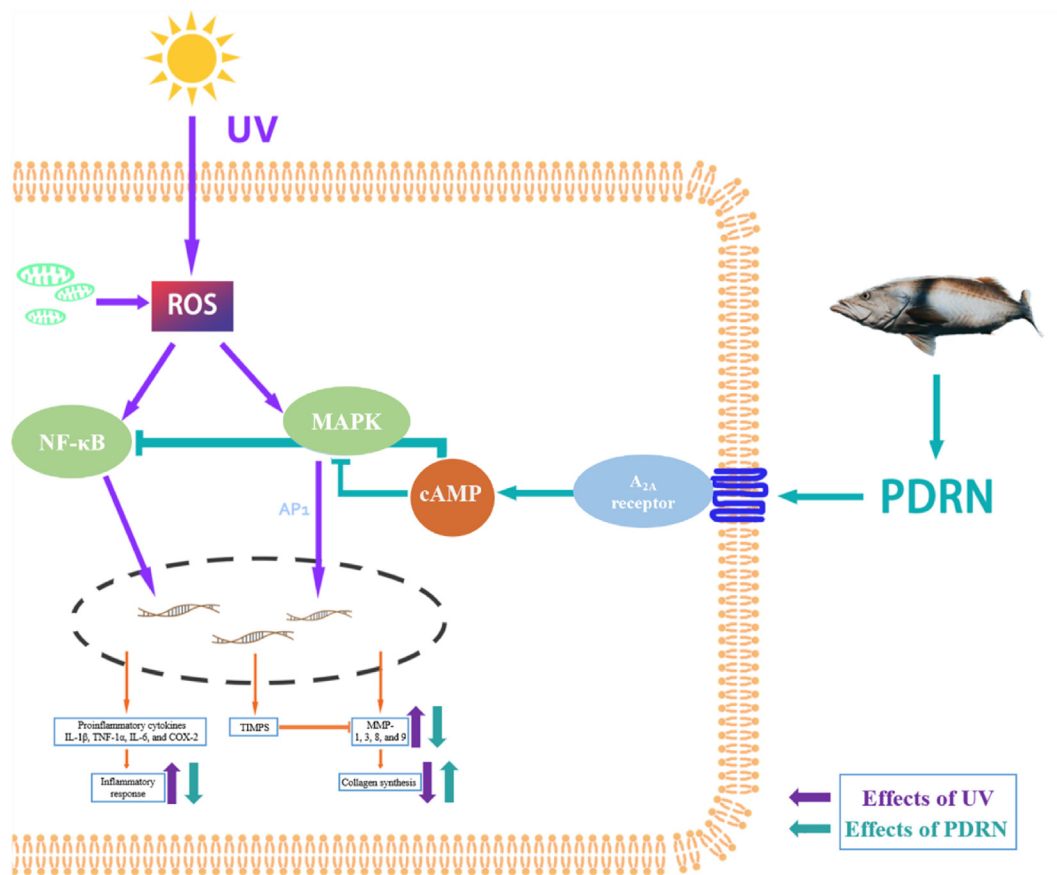 UV
ROS
NF-κB
MAPK
cAMP
A2A
receptor
PDRN
AP1
Proinflammatory cytokines
IL-1β, TNF-1α, IL-6, and COX-2
TIMPS
MMP-
1, 3, 8, and 9
Inflammatory
response
Collagen synthesis
Effects of UV
Effects of PDRN